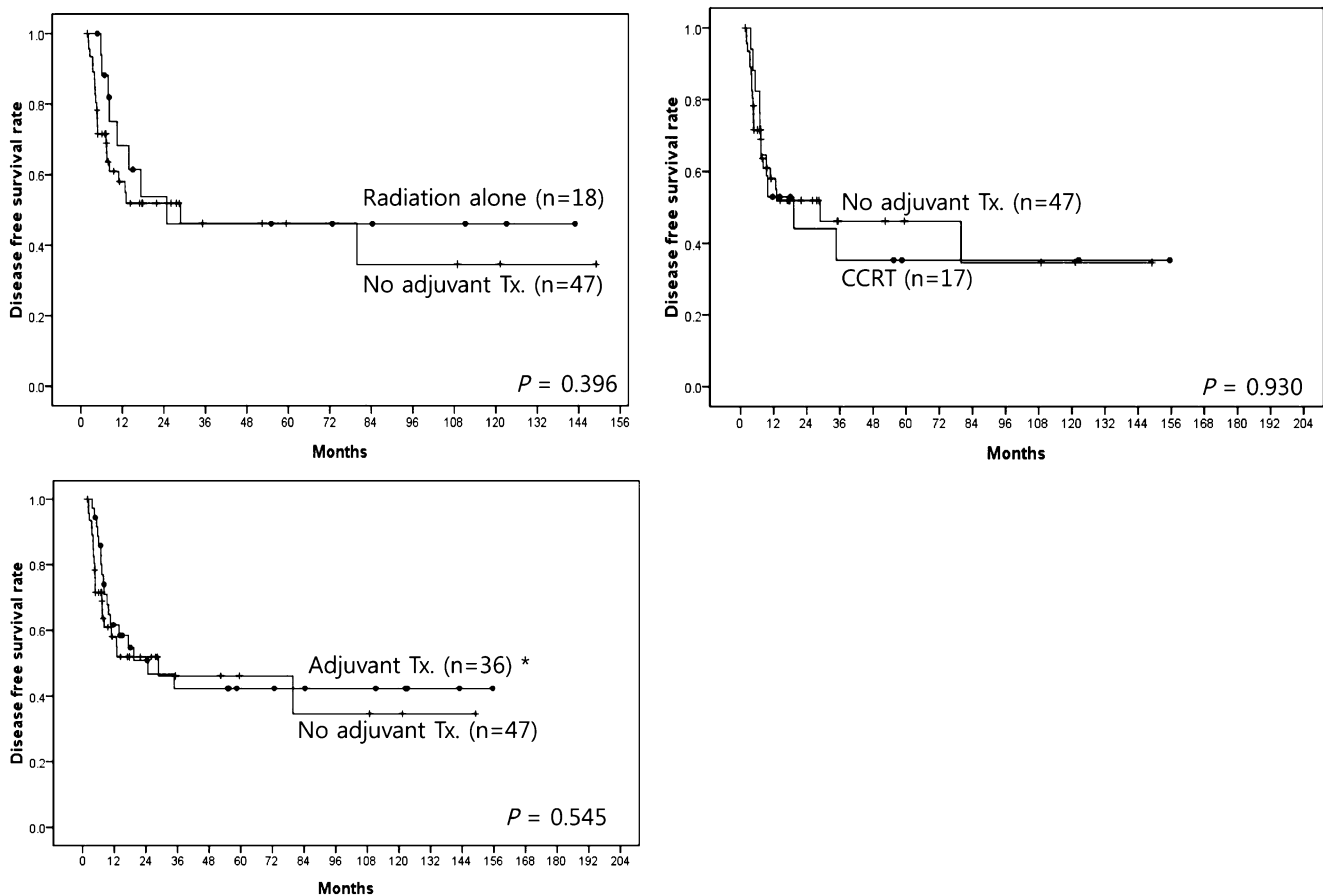 Disease free survival rate
1.0
0.8
0.6
0.4
0.2
0.0
Radiation alone (n=18)
No adjuvant Tx. (n=47)
P = 0.396
0 12 24 36 48 60 72 84 96 108 120 132 144 156
Months
Disease free survival rate
1.0
0.8
0.6
0.4
0.2
0.0
No adjuvant Tx. (n=47)
CCRT (n=17)
P = 0.930
0 12 24 36 48 60 72 84 96 108 120 132 144 156 168 180 192 204
Months
Disease free survival rate
1.0
0.8
0.6
0.4
0.2
0.0
Adjuvant Tx. (n=36) *
No adjuvant Tx. (n=47)
P = 0.545
0 12 24 36 48 60 72 84 96 108 120 132 144 156 168 180 192 204
Months